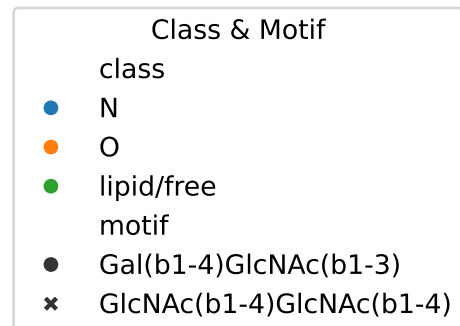 Class & Motif
class
N
O
lipid/free
motif
Gal(b1-4)GlcNAc(b1-3)
GlcNAc(b1-4)GlcNAc(b1-4)